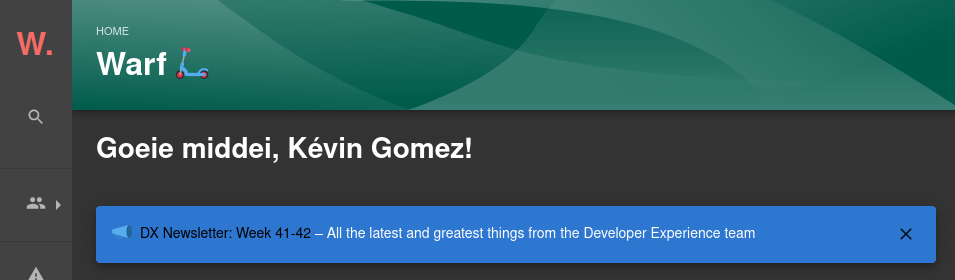 W.
HOME
Warf 🛴
Goeie middei, Kévin Gomez!
DX Newsletter: Week 41-42 – All the latest and greatest things from the Developer Experience team